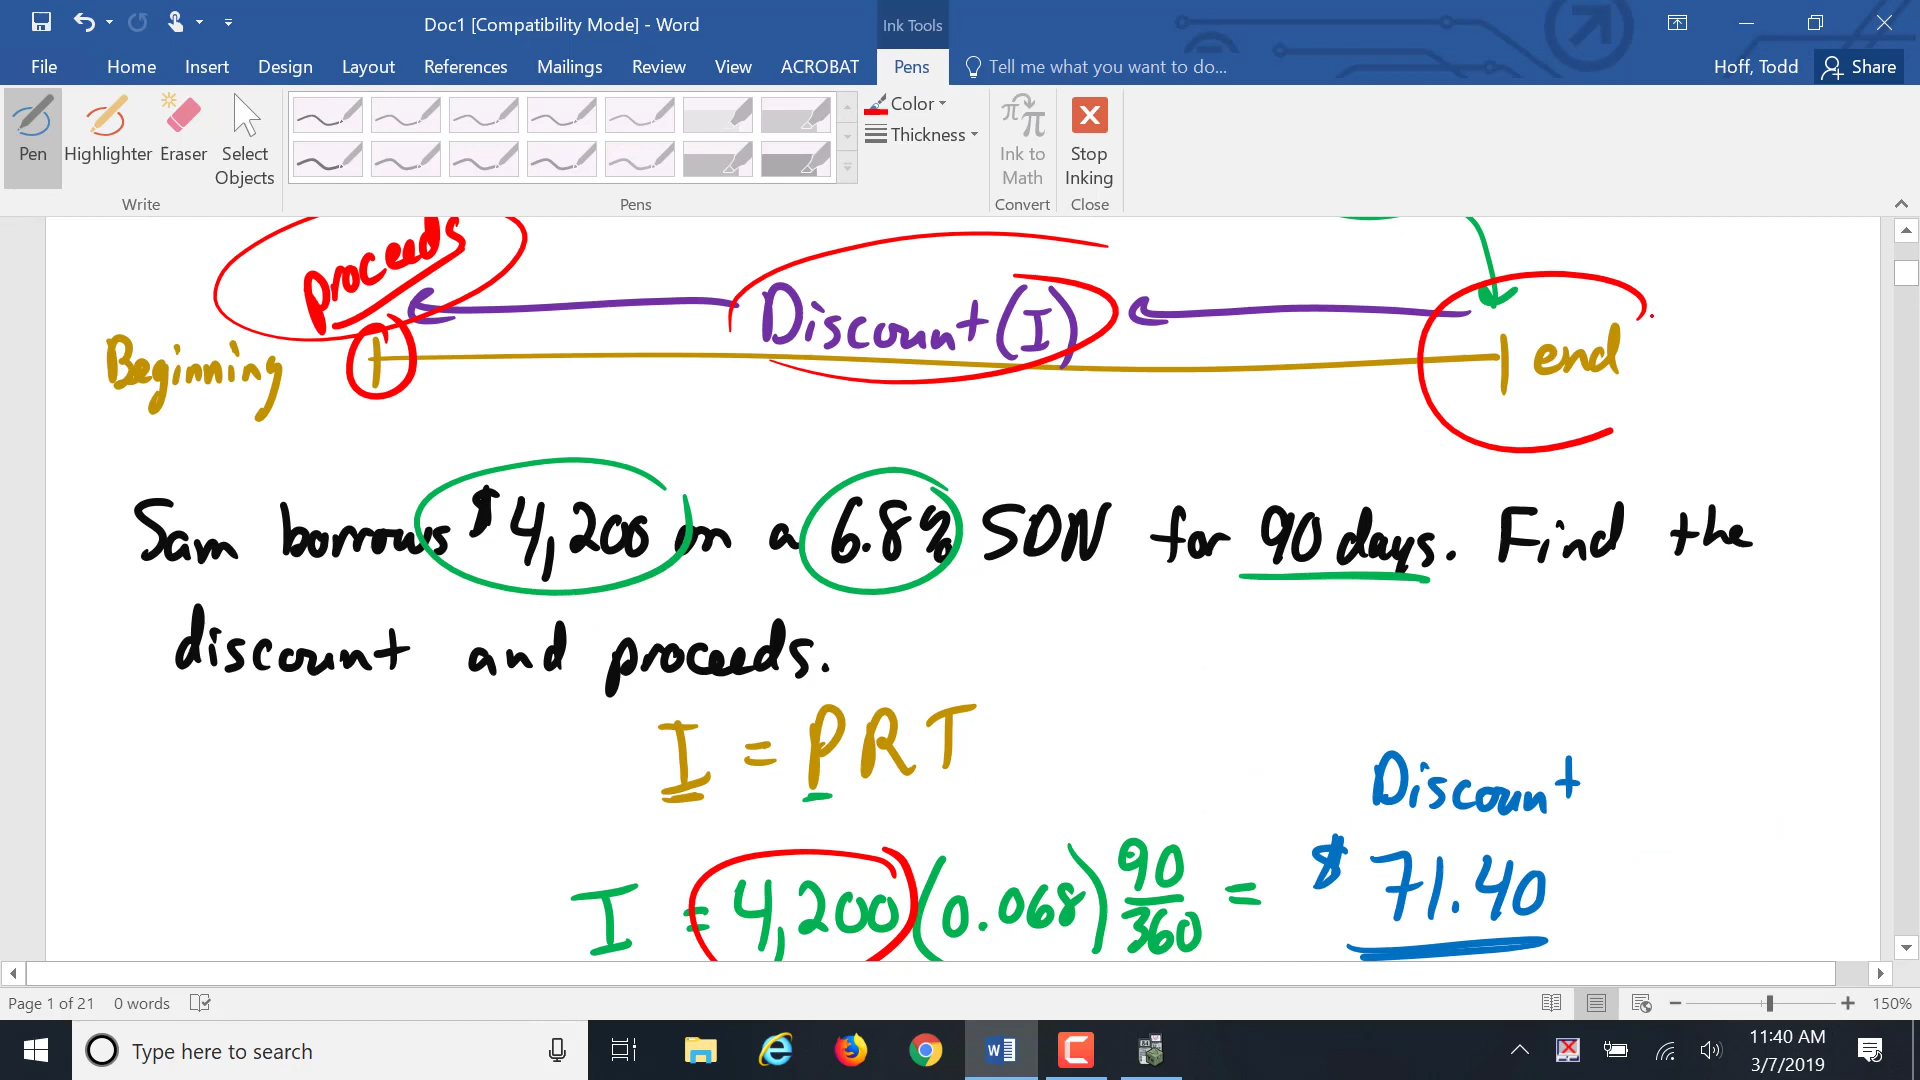 Doc1 [Compatibility Mode] - Word
Ink Tools
File Home Insert Design Layout References Mailings Review View ACROBAT Pens Tell me what you want to do... Hoff, Todd Share
Pen Highlighter Eraser Select Objects
Color
Thickness
Ink to Math
Stop Inking
Write Pens Convert Close
proceeds
Discount (I)
Beginning end
Sam borrows $4,200 on a 6.8% SDN for 90 days. Find the
discount and proceeds.
I = PRT
Discount
I = 4,200 (0.068) 90/360 = $71.40
Page 1 of 21 0 words 150%
Type here to search
11:40 AM
3/7/2019